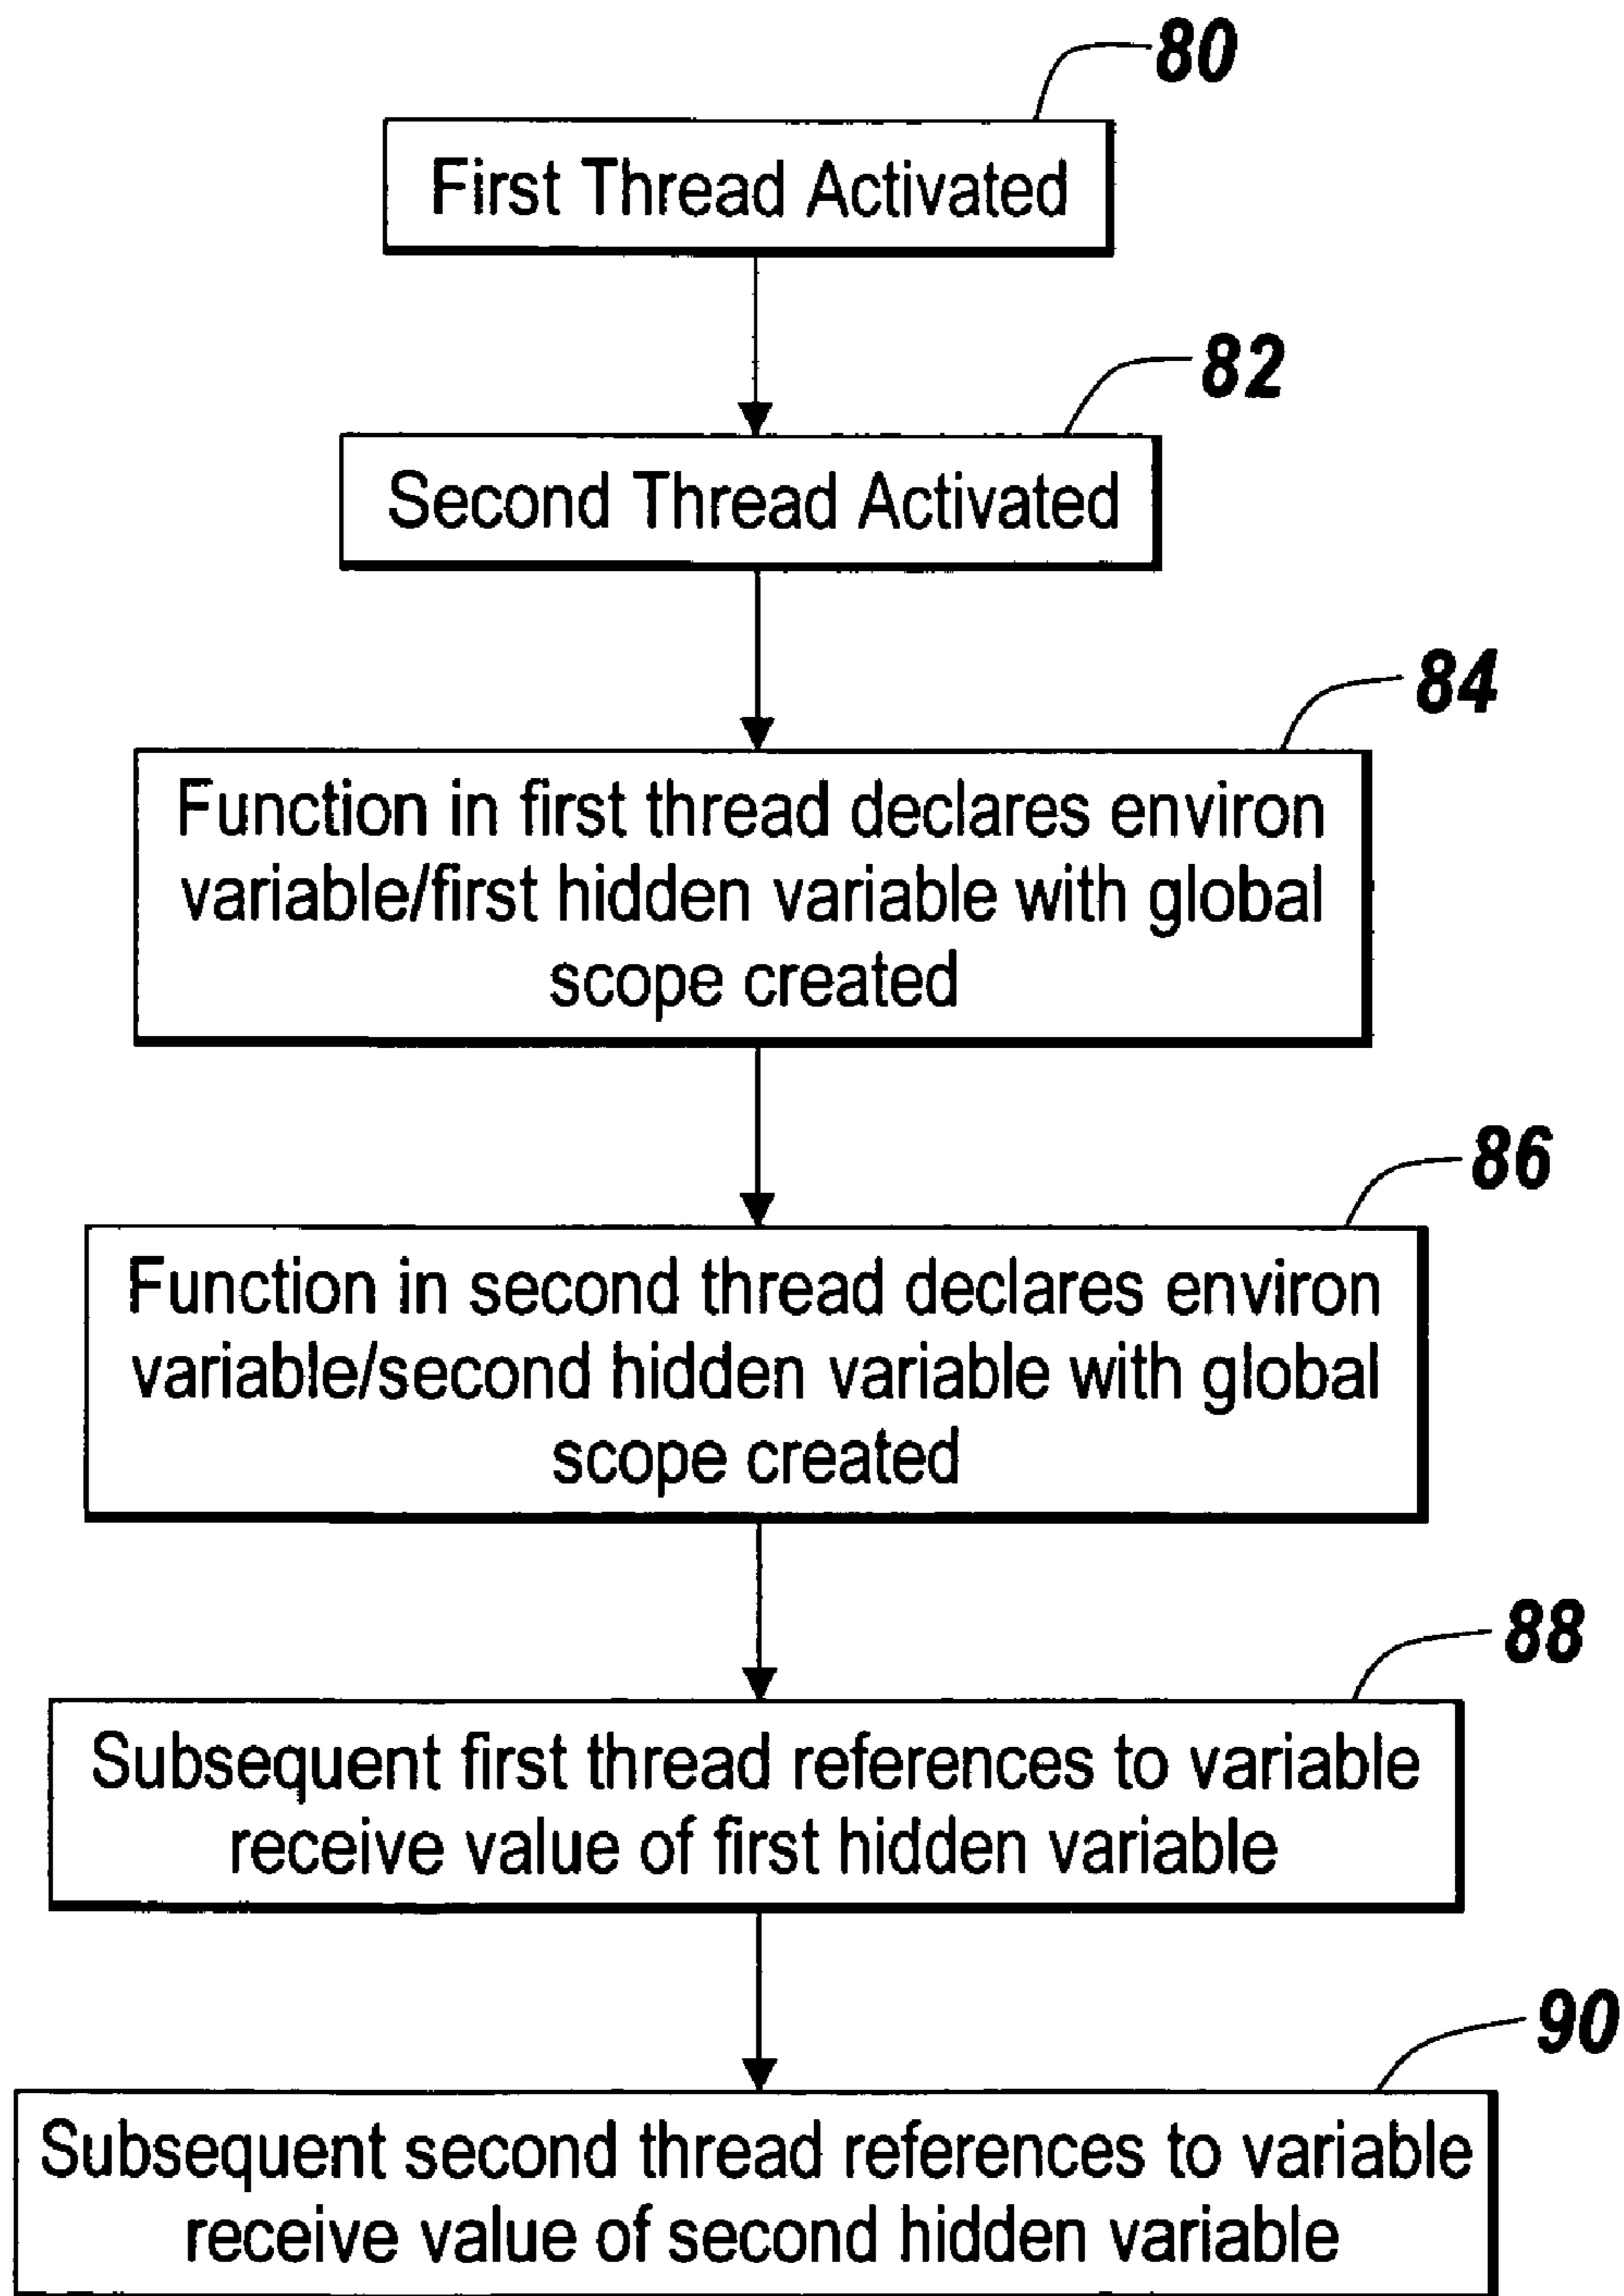 80
First Thread Activated
82
Second Thread Activated
84
Function in first thread declares environ
variable/first hidden variable with global
scope created
86
Function in second thread declares environ
variable/second hidden variable with global
scope created
88
Subsequent first thread references to variable
receive value of first hidden variable
90
Subsequent second thread references to variable
receive value of second hidden variable